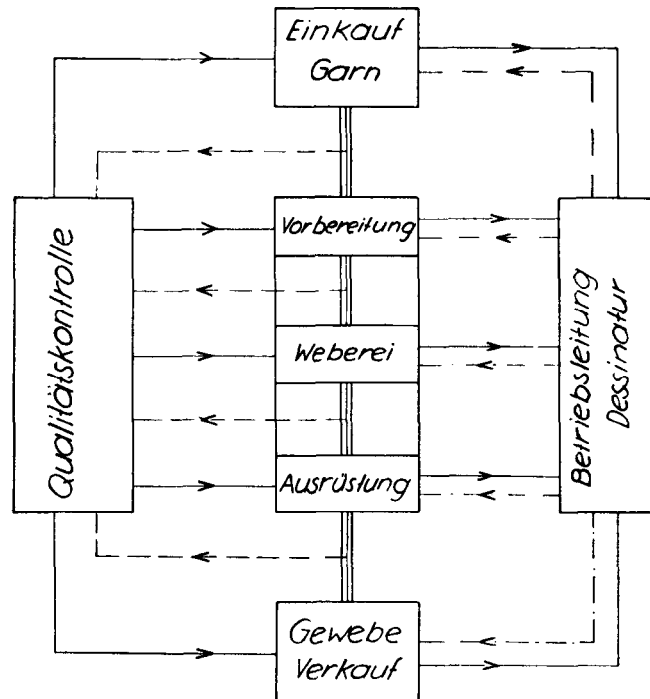 Einkauf
Garn
Qualitätskontrolle
Vorbereitung
Weberei
Ausrüstung
Betriebsleitung
Dessinatur
Gewebe
Verkauf